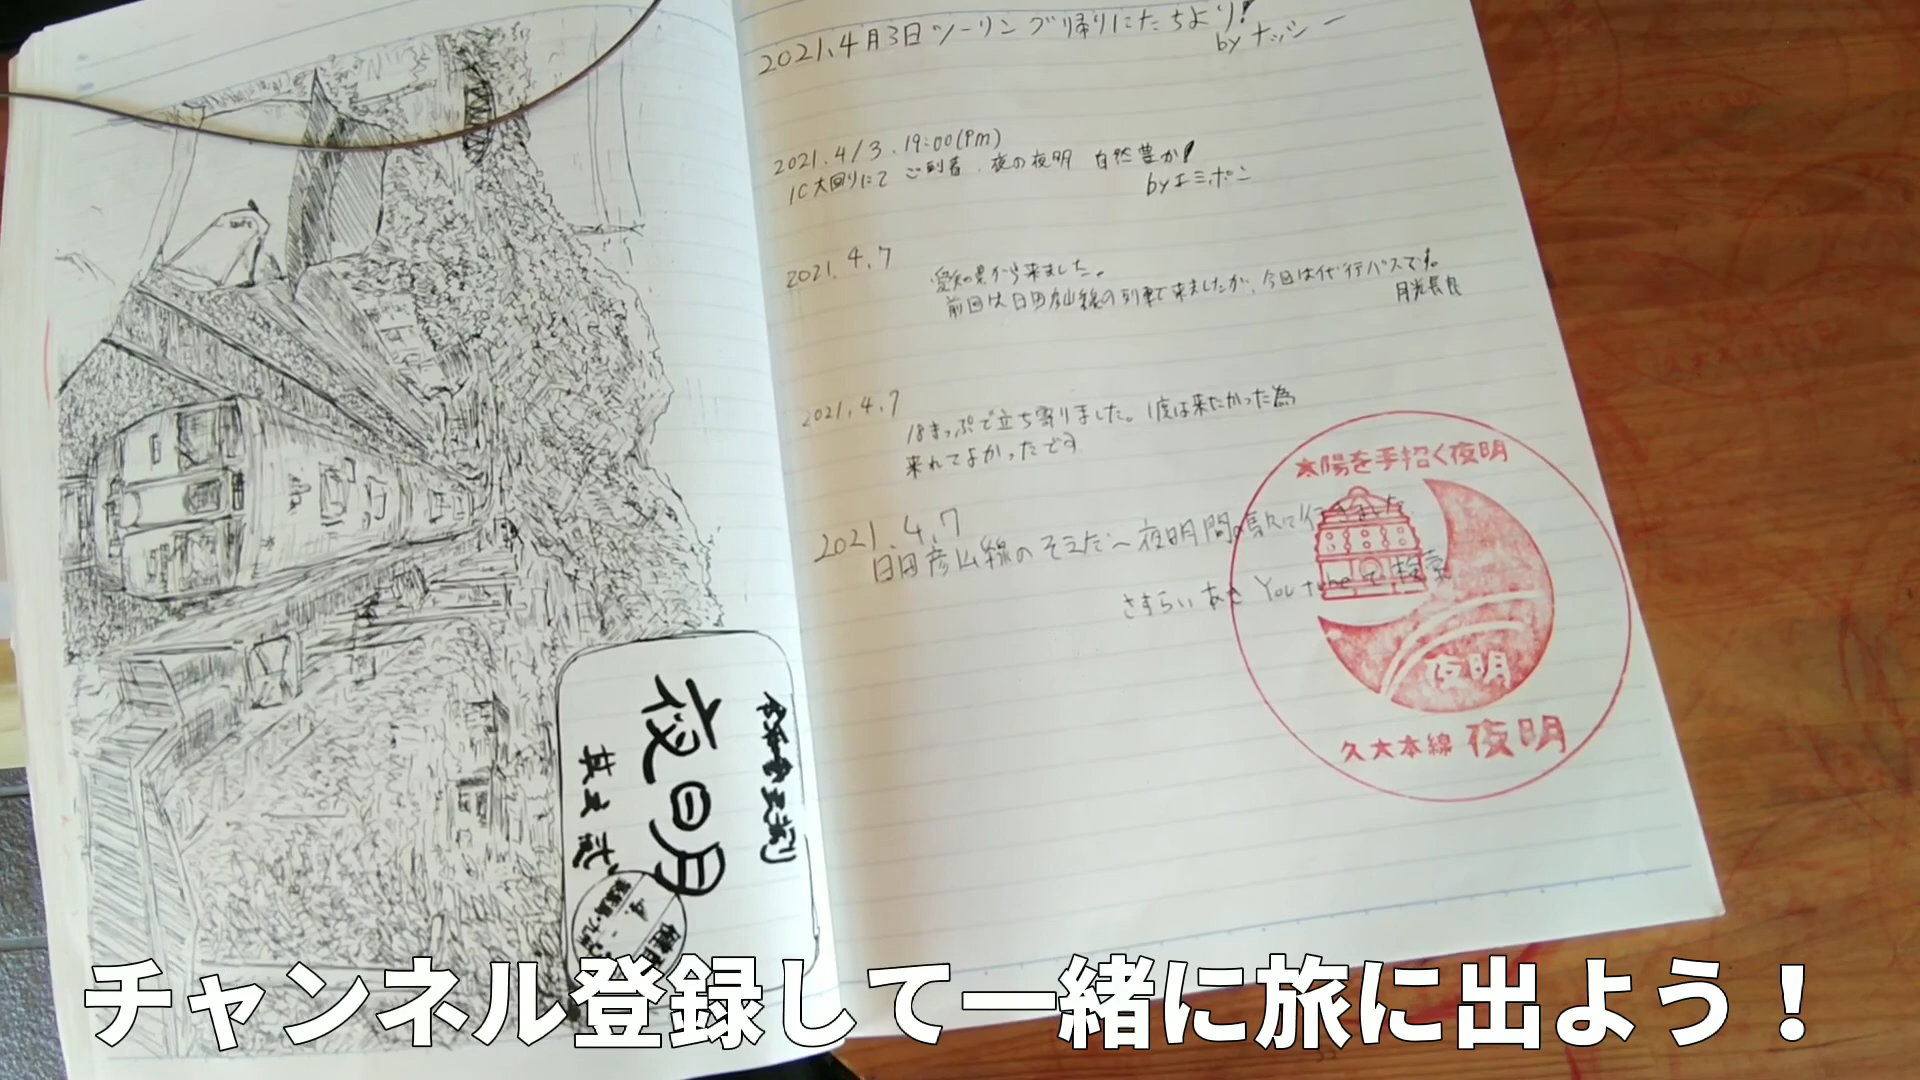 2021.4月3日ツーリング帰りにたちより!
by ナッシー
2021.4/3.19:00(Pm)
IC大回りにて ご到着.夜の夜明 自然豊か!
by エミポン
2021.4.7
愛知県から来ました。
前回は日田彦山線の列車で来ましたが、今日は代行バスです。
2021.4.7
18きっぷで立ち寄りました。1度は来たかった為
来れてよかったです
2021.4.7
日田彦山線のそえだ〜夜明間の駅に行きました
さすらいあき YouTubeで検索
太陽を手招く夜明
夜明
久大本線 夜明
夜明
チャンネル登録して一緒に旅に出よう!